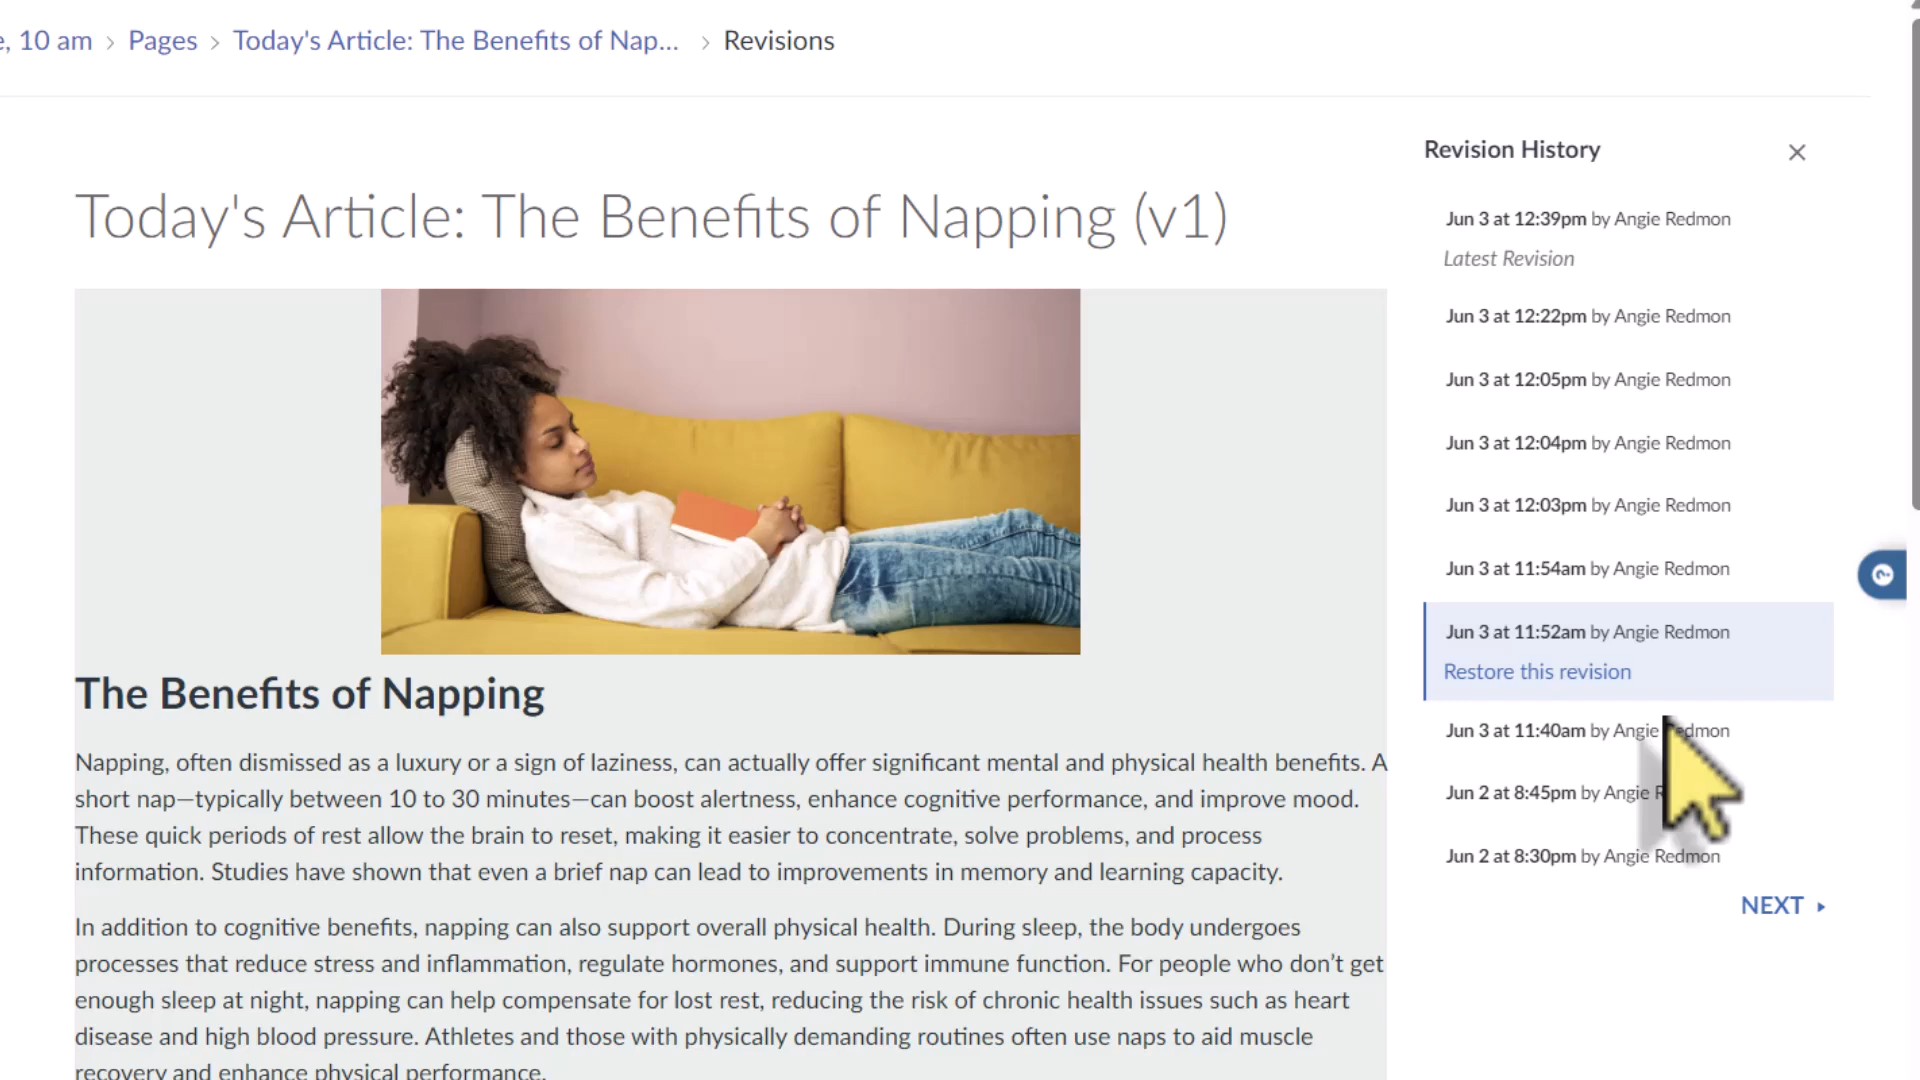 e, 10 am > Pages > Today's Article: The Benefits of Nap... > Revisions
Today's Article: The Benefits of Napping (v1)
The Benefits of Napping
Napping, often dismissed as a luxury or a sign of laziness, can actually offer significant mental and physical health benefits. A
short nap—typically between 10 to 30 minutes—can boost alertness, enhance cognitive performance, and improve mood.
These quick periods of rest allow the brain to reset, making it easier to concentrate, solve problems, and process
information. Studies have shown that even a brief nap can lead to improvements in memory and learning capacity.
In addition to cognitive benefits, napping can also support overall physical health. During sleep, the body undergoes
processes that reduce stress and inflammation, regulate hormones, and support immune function. For people who don't get
enough sleep at night, napping can help compensate for lost rest, reducing the risk of chronic health issues such as heart
disease and high blood pressure. Athletes and those with physically demanding routines often use naps to aid muscle
recovery and enhance physical performance.
Revision History
Jun 3 at 12:39pm by Angie Redmon
Latest Revision
Jun 3 at 12:22pm by Angie Redmon
Jun 3 at 12:05pm by Angie Redmon
Jun 3 at 12:04pm by Angie Redmon
Jun 3 at 12:03pm by Angie Redmon
Jun 3 at 11:54am by Angie Redmon
Jun 3 at 11:52am by Angie Redmon
Restore this revision
Jun 3 at 11:40am by Angie Redmon
Jun 2 at 8:45pm by Angie
Jun 2 at 8:30pm by Angie Redmon
NEXT